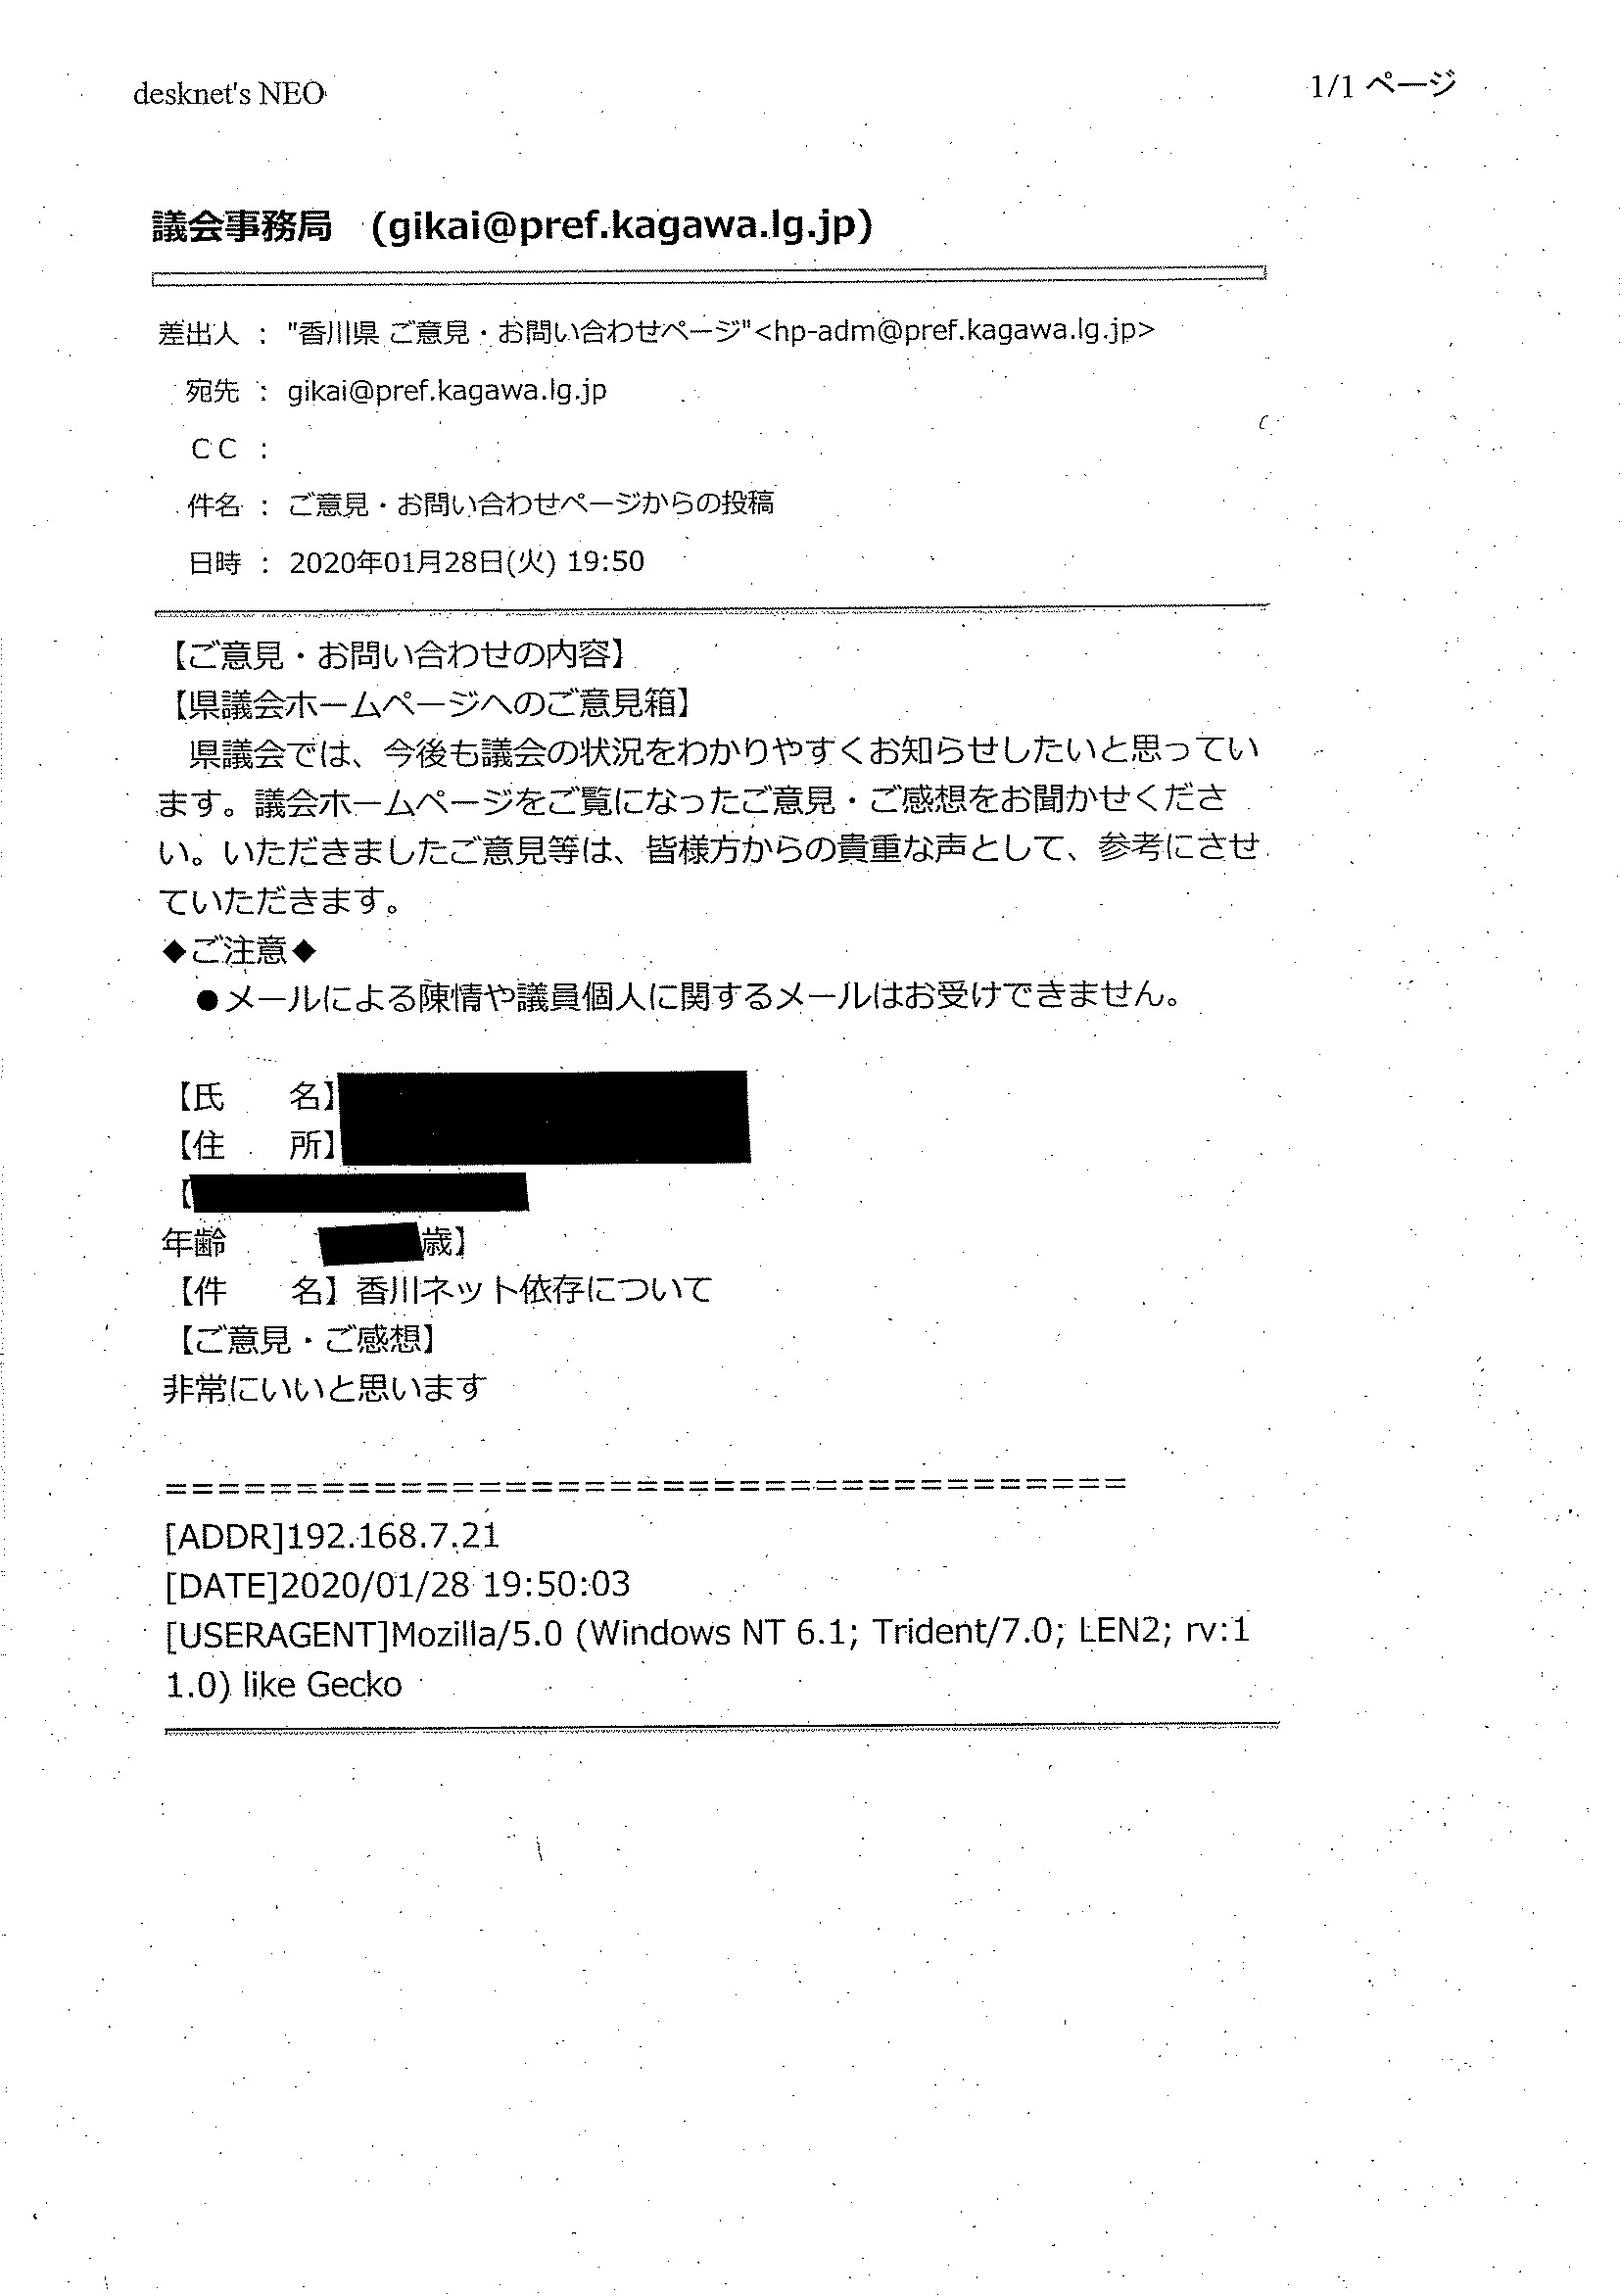 desknet's NEO
1/1 ページ
議会事務局　(gikai@pref.kagawa.lg.jp)
差出人 ： "香川県 ご意見・お問い合わせページ"<hp-adm@pref.kagawa.lg.jp>
宛先 ： gikai@pref.kagawa.lg.jp
ＣＣ ：
件名 ： ご意見・お問い合わせページからの投稿
日時 ： 2020年01月28日(火) 19:50
【ご意見・お問い合わせの内容】
【県議会ホームページへのご意見箱】
　県議会では、今後も議会の状況をわかりやすくお知らせしたいと思ってい
ます。議会ホームページをご覧になったご意見・ご感想をお聞かせくださ
い。いただきましたご意見等は、皆様方からの貴重な声として、参考にさせ
ていただきます。
◆ご注意◆
　●メールによる陳情や議員個人に関するメールはお受けできません。
【氏　　名】
【住　　所】
【
年齢　　　歳】
【件　　名】香川ネット依存について
【ご意見・ご感想】
非常にいいと思います
=====================================
[ADDR]192.168.7.21
[DATE]2020/01/28 19:50:03
[USERAGENT]Mozilla/5.0 (Windows NT 6.1; Trident/7.0; LEN2; rv:1
1.0) like Gecko